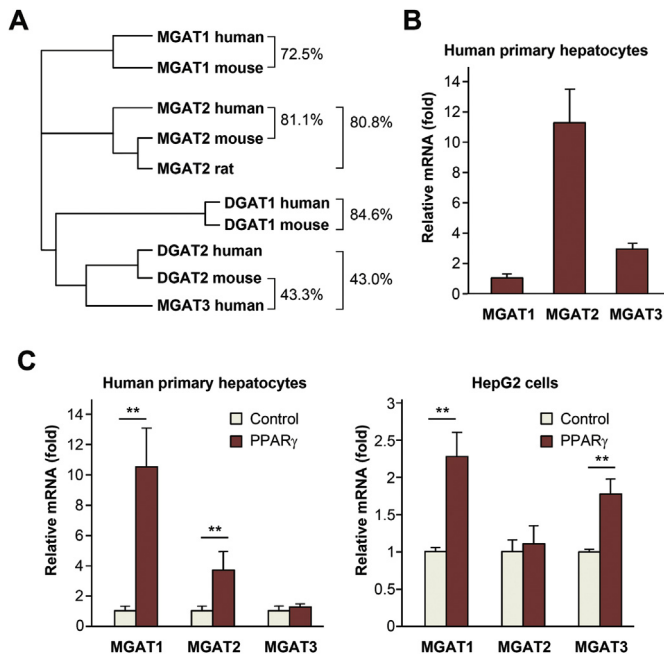 A
MGAT1 human
72.5%
MGAT1 mouse
MGAT2 human
81.1%
80.8%
MGAT2 mouse
MGAT2 rat
DGAT1 human
84.6%
DGAT1 mouse
DGAT2 human
DGAT2 mouse
43.3%
43.0%
MGAT3 human
B
Human primary hepatocytes
Relative mRNA (fold)
14
12
10
8
6
4
2
0
MGAT1 MGAT2 MGAT3
C
Human primary hepatocytes
Relative mRNA (fold)
14
12
10
8
6
4
2
0
**
**
Control
PPARγ
MGAT1 MGAT2 MGAT3
HepG2 cells
Relative mRNA (fold)
3
2.5
2
1.5
1
0.5
0
**
**
Control
PPARγ
MGAT1 MGAT2 MGAT3